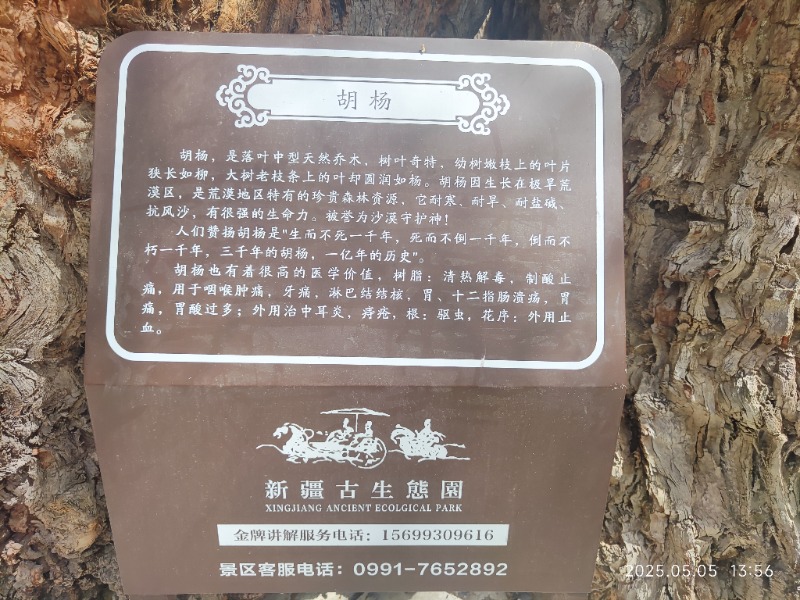 胡杨
胡杨，是落叶中型天然乔木，树叶奇特，幼树嫩枝上的叶片
狭长如柳，大树老枝条上的叶却圆润如杨。胡杨因生长在极旱荒
漠区，是荒漠地区特有的珍贵森林资源，它耐寒、耐旱、耐盐碱、
抗风沙，有很强的生命力。被誉为沙漠守护神！
人们赞扬胡杨是"生而不死一千年，死而不倒一千年，倒而不
朽一千年，三千年的胡杨，一亿年的历史"。
胡杨也有着很高的医学价值，树脂：清热解毒，制酸止
痛，用于咽喉肿痛，牙痛，淋巴结结核，胃、十二指肠溃疡，胃
痛，胃酸过多；外用治中耳炎，痔疮，根：驱虫，花序：外用止
血。
新疆古生態園
XINGJIANG ANCIENT ECOLGICAL PARK
金牌讲解服务电话：15699309616
景区客服电话：0991-7652892
2025.05.05 13:56